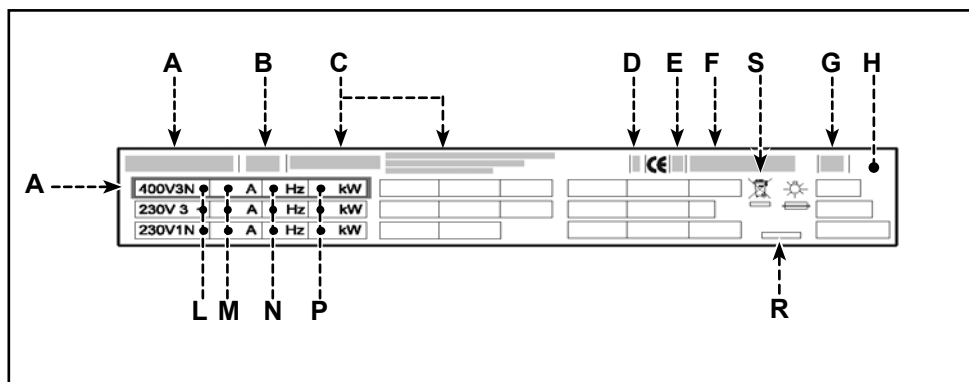 A B C D E F S G H
CE
A 400V3N A Hz kW
230V 3 A Hz kW
230V1N A Hz kW
L M N P R